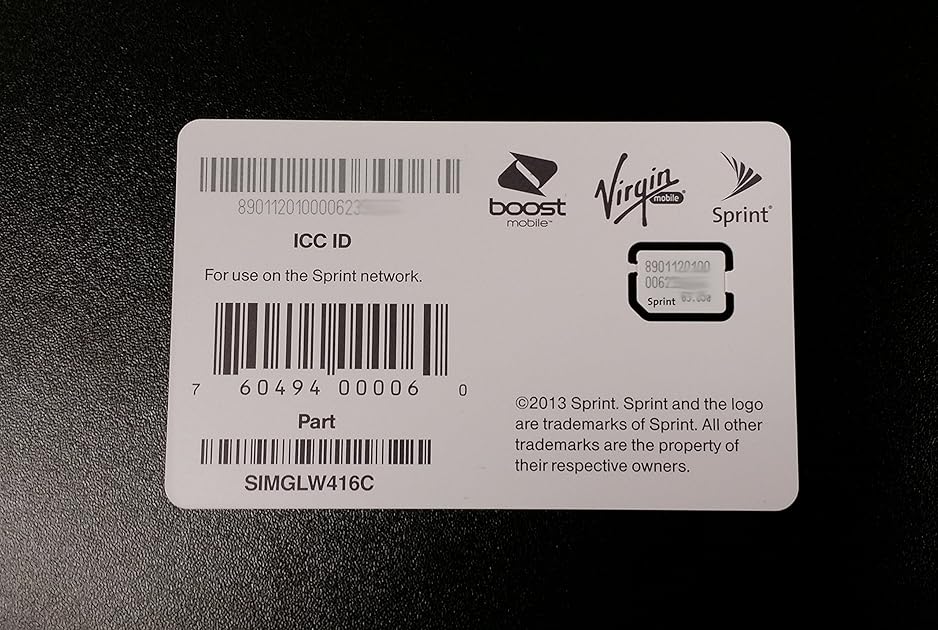 890112010000623
ICC ID
For use on the Sprint network.
7 60494 00006 0
Part
SIMGLW416C
boost
mobile™
Virgin
mobile®
Sprint®
8901120100
0062
Sprint
©2013 Sprint. Sprint and the logo
are trademarks of Sprint. All other
trademarks are the property of
their respective owners.